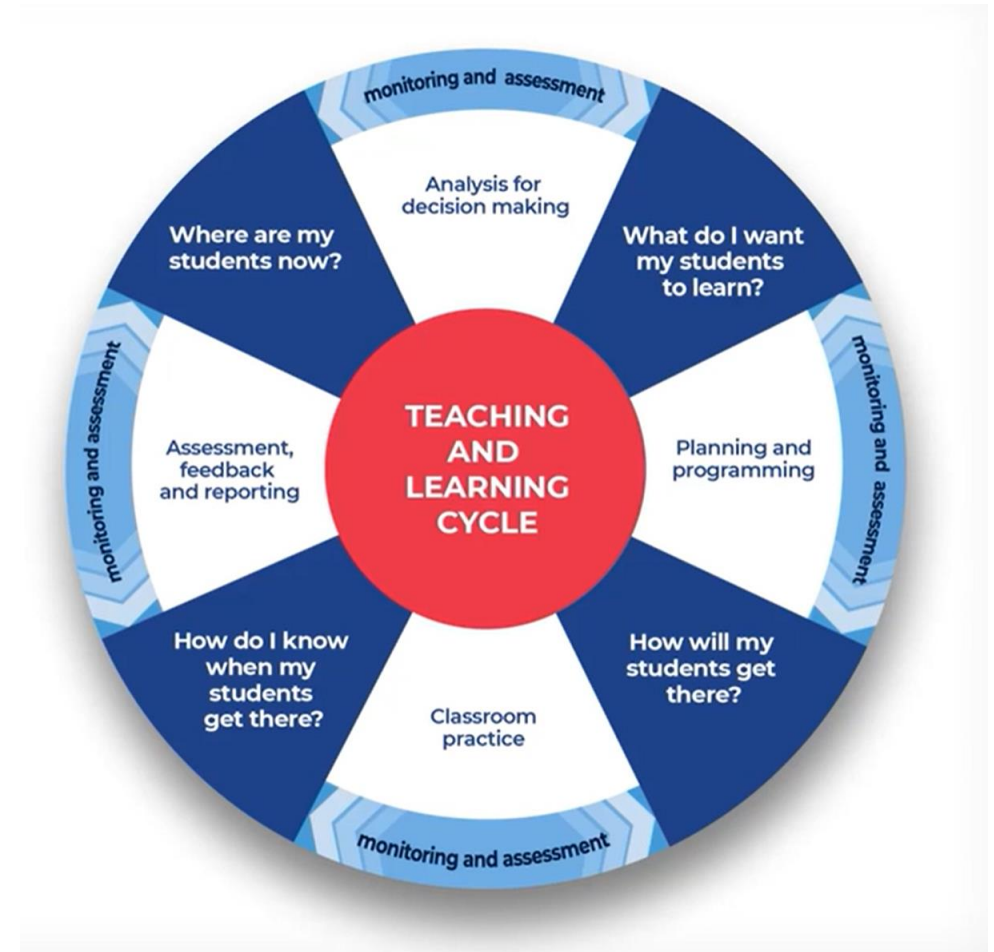 monitoring and assessment
Analysis for
decision making
What do I want
my students
to learn?
monitoring and assessment
Planning and
programming
How will my
students get
there?
Classroom
practice
monitoring and assessment
How do I know
when my
students
get there?
Assessment,
feedback
and reporting
monitoring and assessment
Where are my
students now?
TEACHING
AND
LEARNING
CYCLE